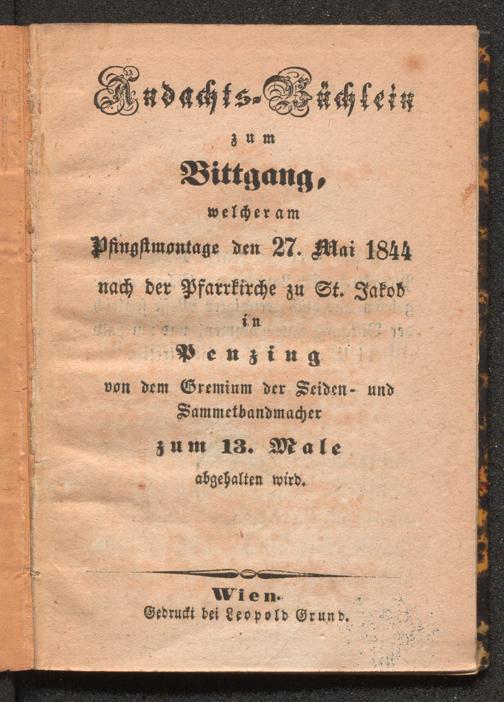 Andachts-Büchlein
zum
Bittgang,
welcher am
Pfingstmontage den 27. Mai 1844
nach der Pfarrkirche zu St. Jakob
in
Penzing
von dem Gremium der Seiden- und
Sammetbandmacher
zum 13. Male
abgehalten wird.
Wien.
Gedruckt bei Leopold Grund.